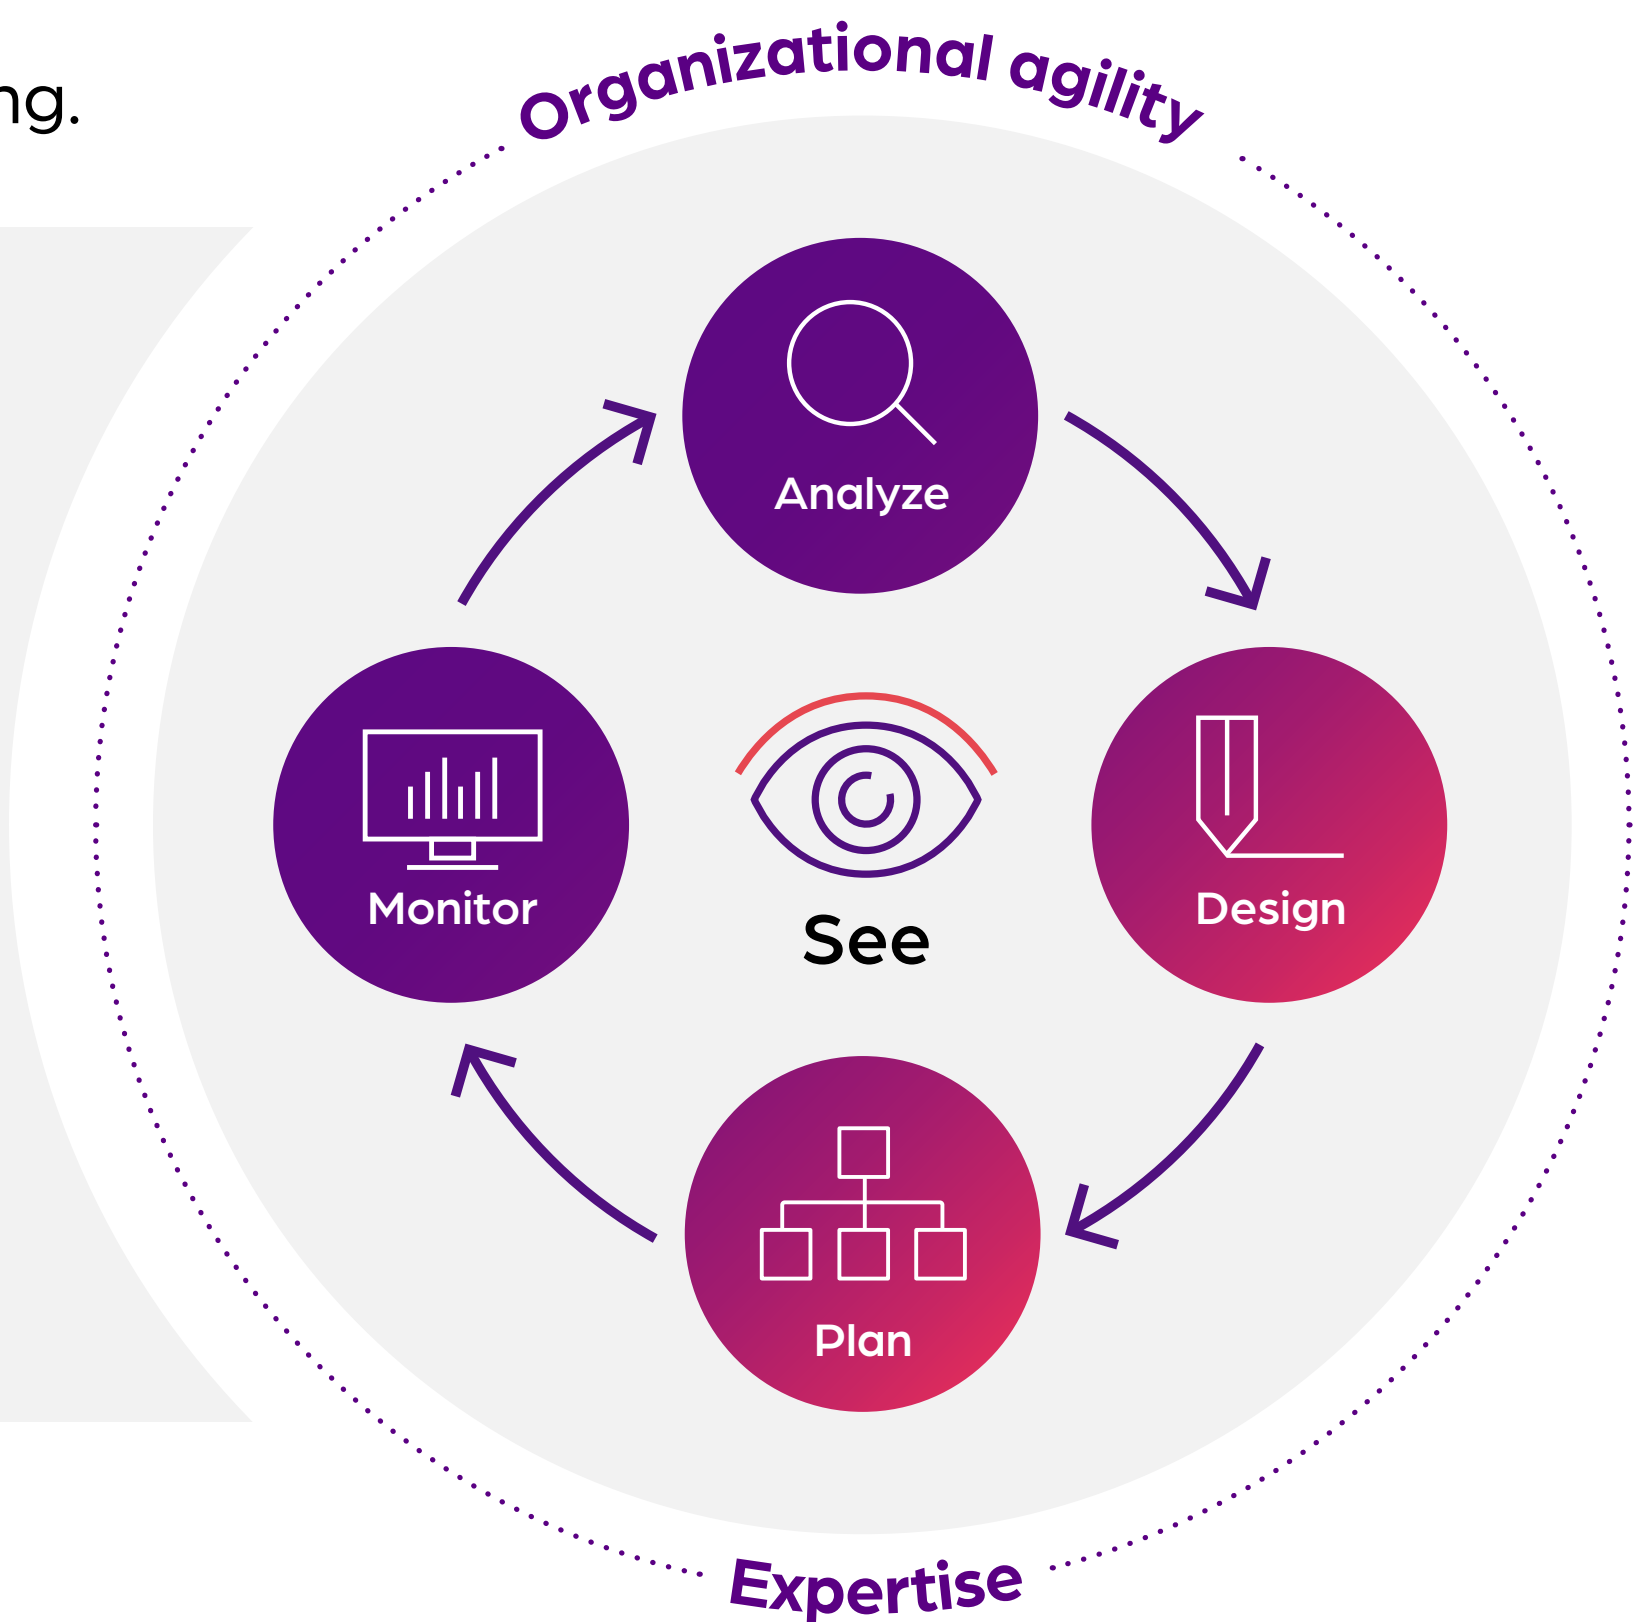 ng.
Organizational agility
Analyze
Monitor
See
Design
Plan
Expertise